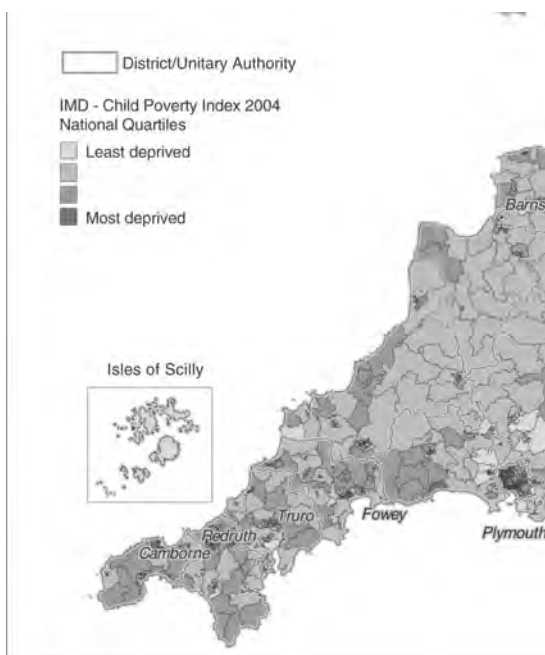 District/Unitary Authority
IMD - Child Poverty Index 2004
National Quartiles
Least deprived
Most deprived
Barns
Isles of Scilly
Truro
Fowey
Redruth
Plymouth
Camborne